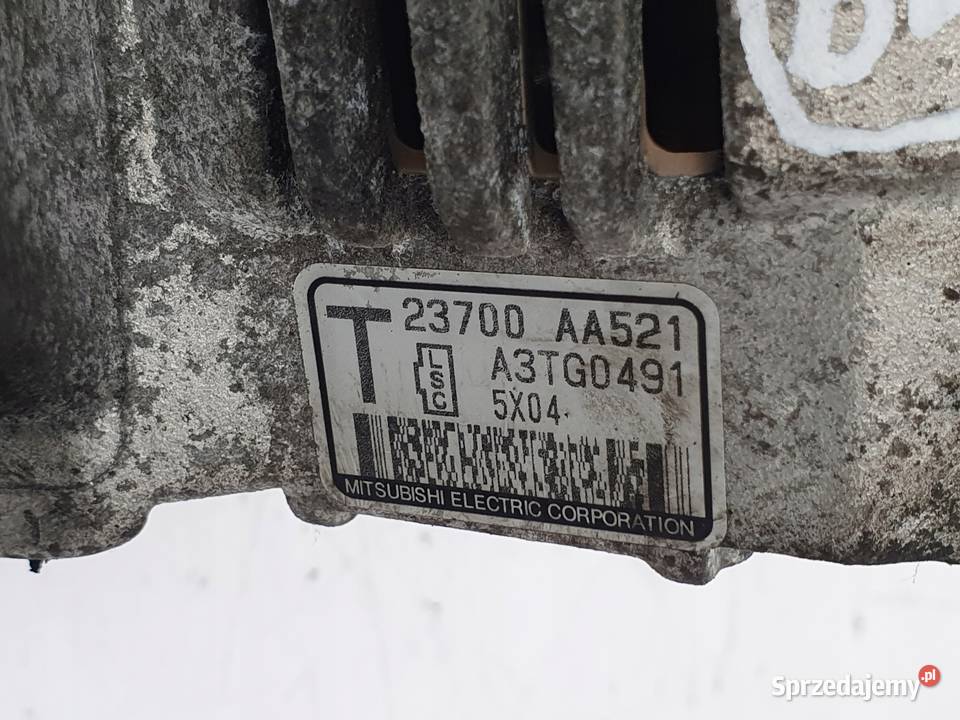 T 23700 AA521
LSC A3TG0491
5X04
MITSUBISHI ELECTRIC CORPORATION
Sprzedajemy.pl